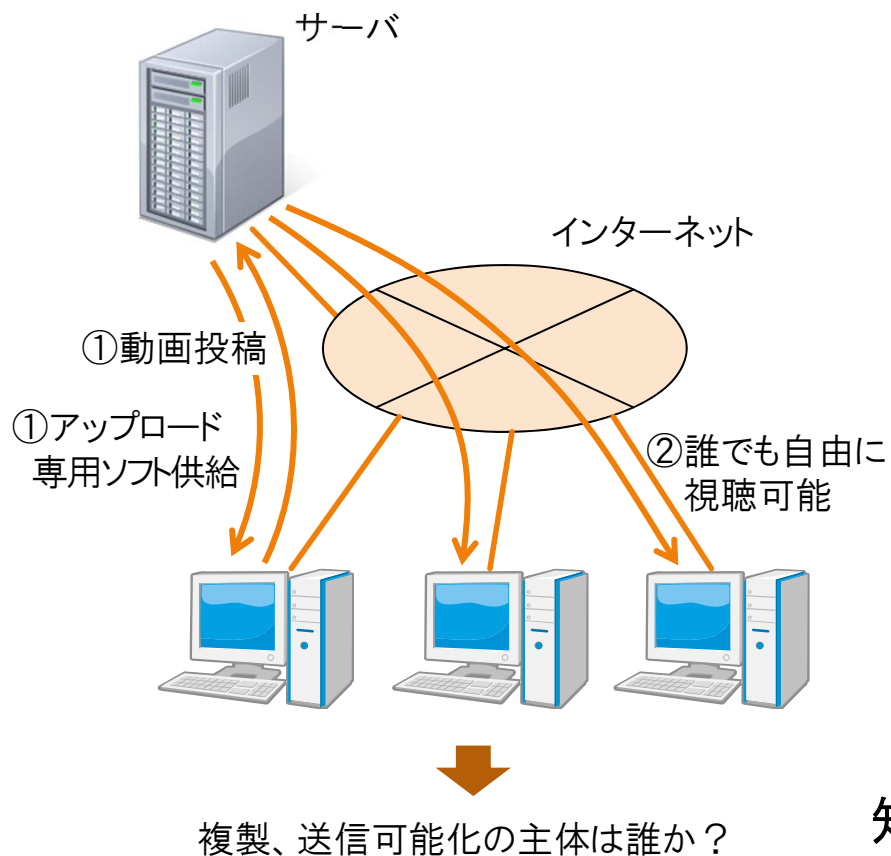 サーバ
インターネット
①動画投稿
①アップロード
専用ソフト供給
②誰でも自由に
視聴可能
複製、送信可能化の主体は誰か？